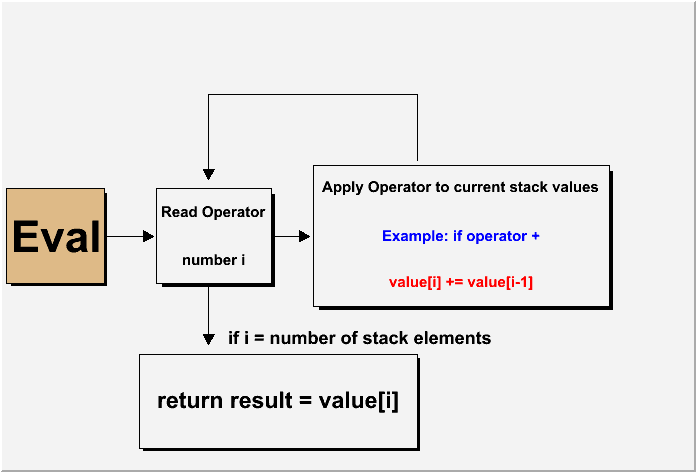 Eval
Read Operator
number i
Apply Operator to current stack values
Example: if operator +
value[i] += value[i-1]
if i = number of stack elements
return result = value[i]